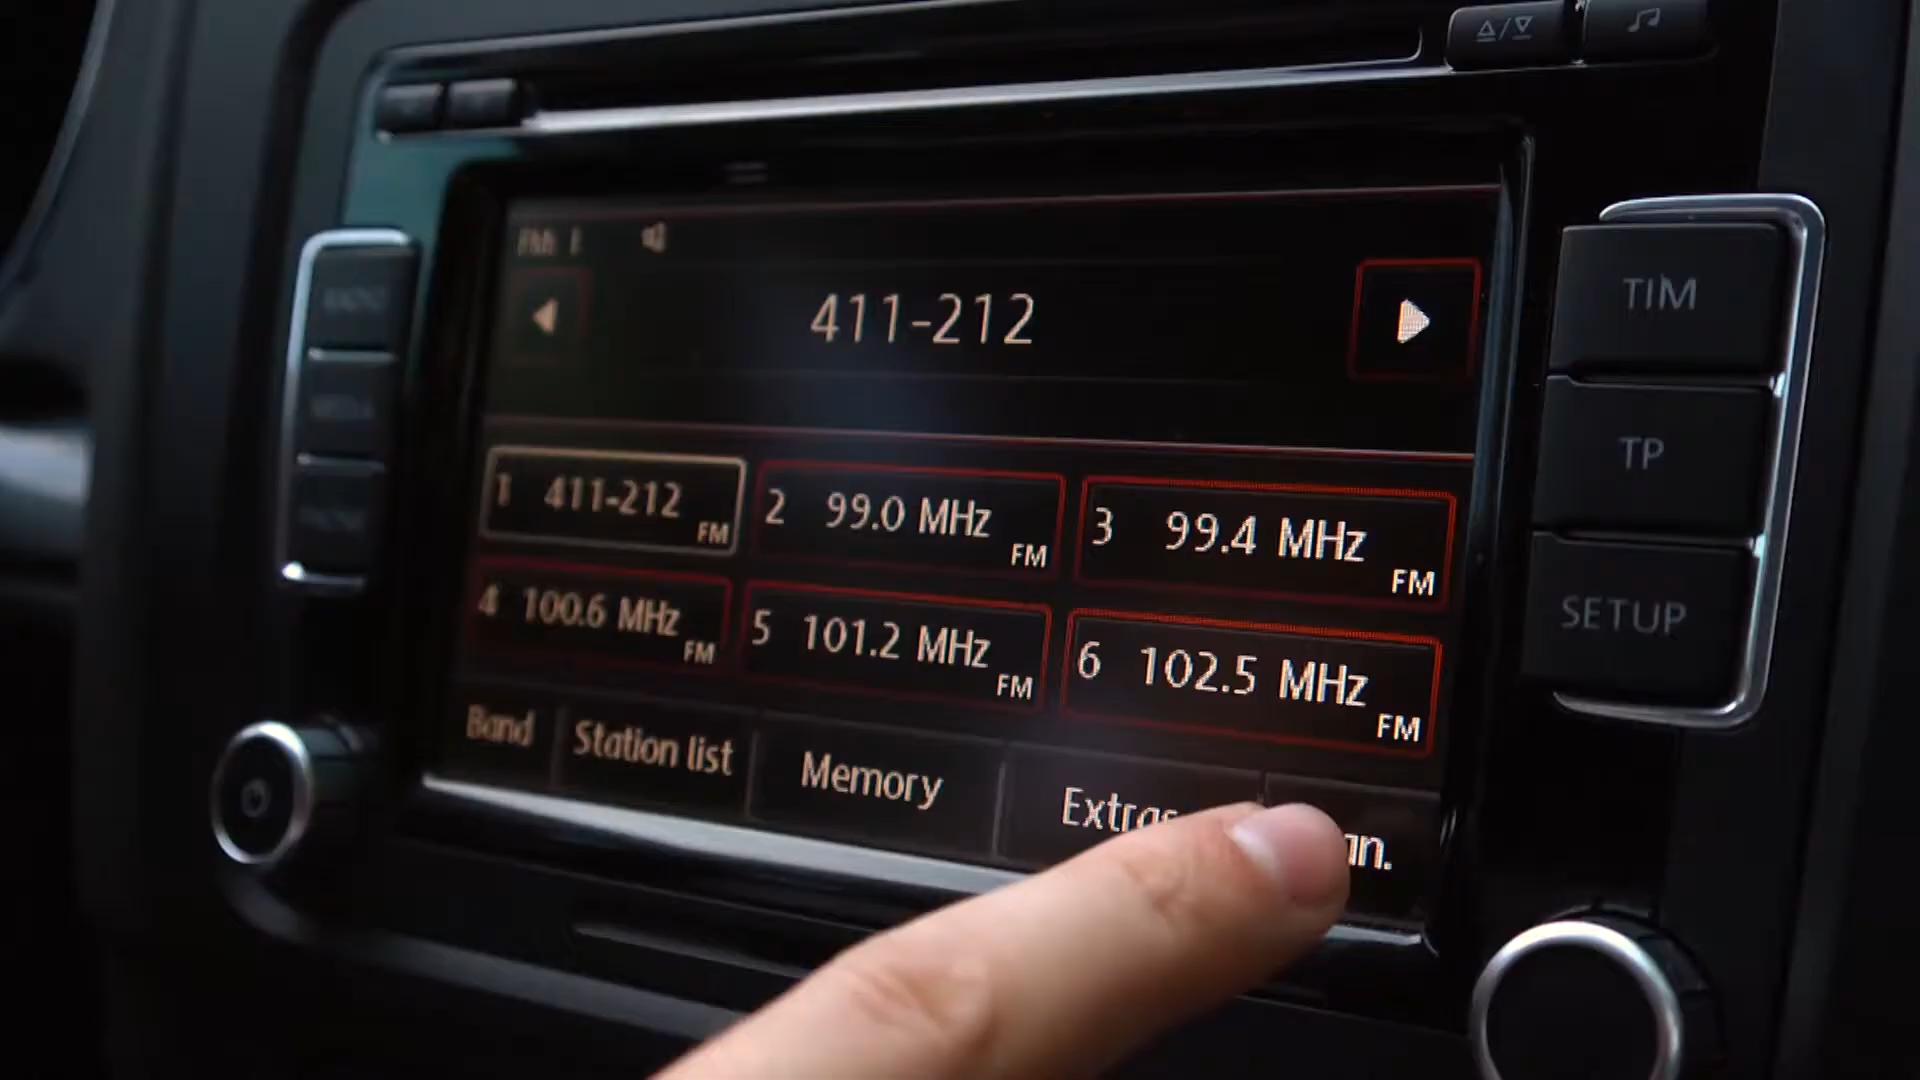 411-212
1 411-212 FM
2 99.0 MHz FM
3 99.4 MHz FM
4 100.6 MHz FM
5 101.2 MHz FM
6 102.5 MHz FM
Band
Station list
Memory
Extras
an.
TIM
TP
SETUP